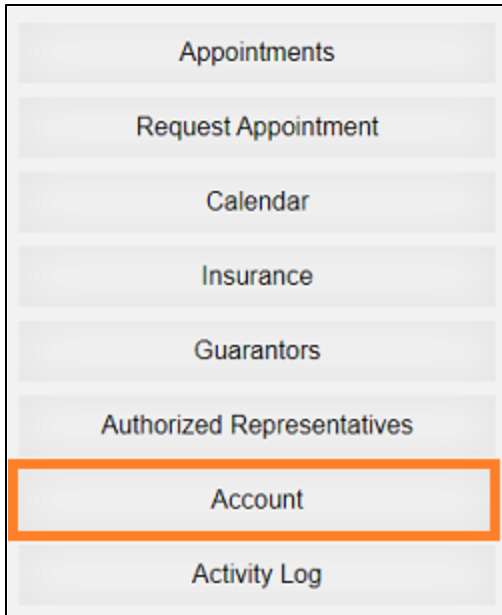 Appointments
Request Appointment
Calendar
Insurance
Guarantors
Authorized Representatives
Account
Activity Log